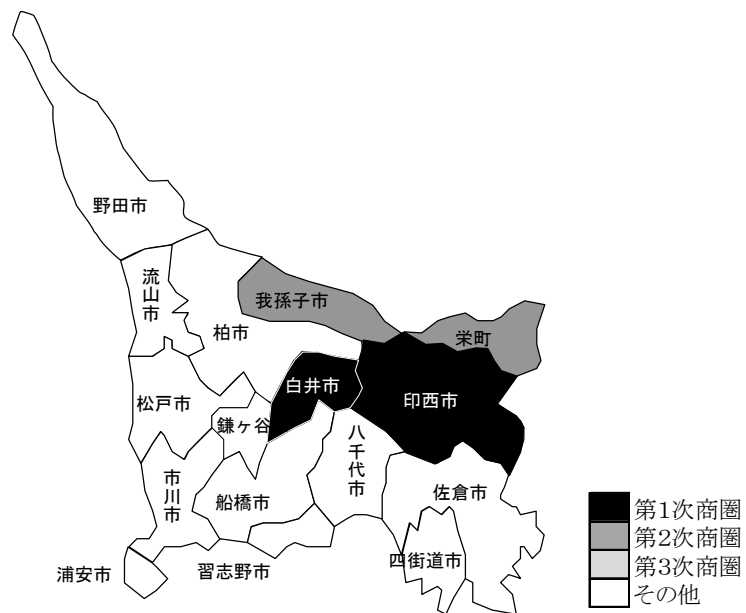 野田市
流山市
柏市
我孫子市
栄町
松戸市
白井市
印西市
鎌ヶ谷
市川市
船橋市
八千代市
佐倉市
浦安市
習志野市
四街道市
第1次商圏
第2次商圏
第3次商圏
その他